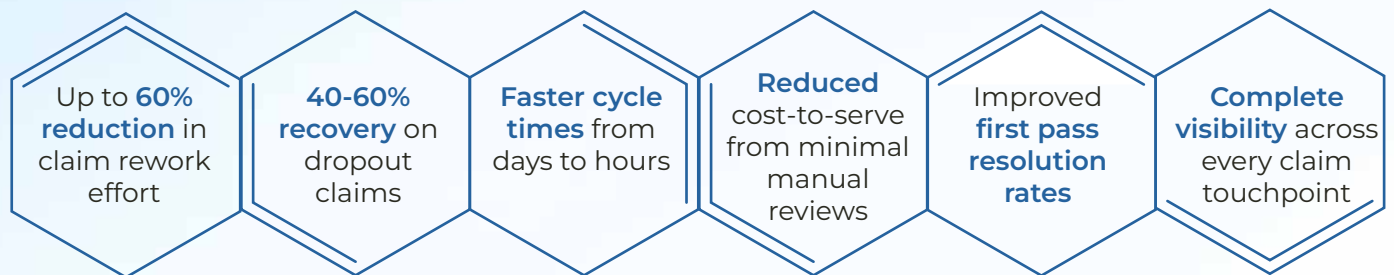 Up to 60%
reduction in
claim rework
effort
40-60%
recovery on
dropout
claims
Faster cycle
times from
days to hours
Reduced
cost-to-serve
from minimal
manual
reviews
Improved
first pass
resolution
rates
Complete
visibility across
every claim
touchpoint